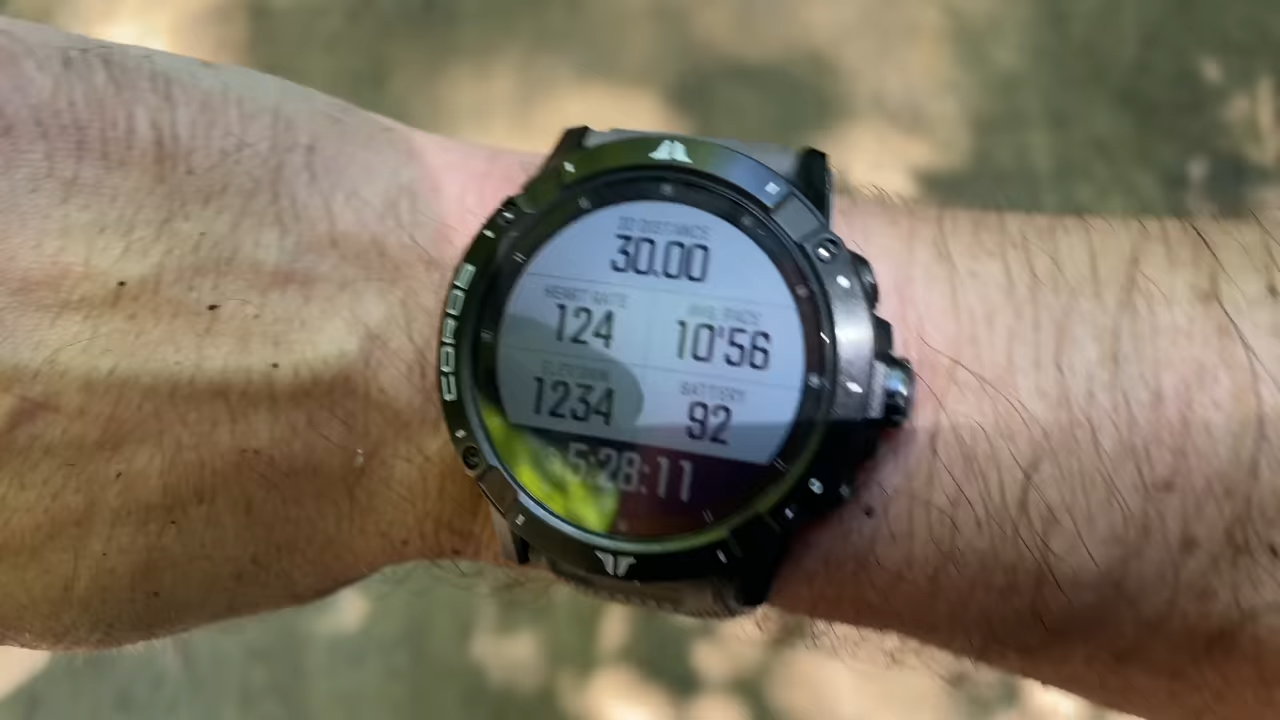 3D DISTANCE
30.00
HEART RATE
AVG. PACE
124
10'56
BATTERY
1234
92
5:28:11
COROS